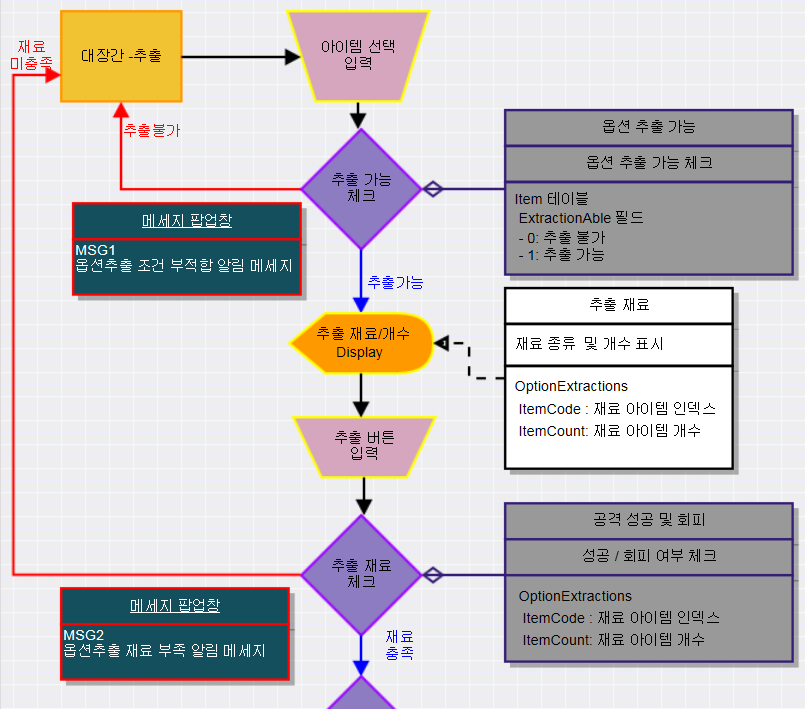 재료
미충족
대장간 -추출
아이템 선택
입력
추출불가
추출 가능
체크
옵션 추출 가능
옵션 추출 가능 체크
Item 테이블
ExtractionAble 필드
- 0: 추출 불가
- 1: 추출 가능
메세지 팝업창
MSG1
옵션추출 조건 부적합 알림 메세지
추출가능
추출 재료/개수
Display
추출 재료
재료 종류 및 개수 표시
OptionExtractions
ItemCode : 재료 아이템 인덱스
ItemCount: 재료 아이템 개수
추출 버튼
입력
추출 재료
체크
공격 성공 및 회피
성공 / 회피 여부 체크
OptionExtractions
ItemCode : 재료 아이템 인덱스
ItemCount: 재료 아이템 개수
메세지 팝업창
MSG2
옵션추출 재료 부족 알림 메세지
재료
충족